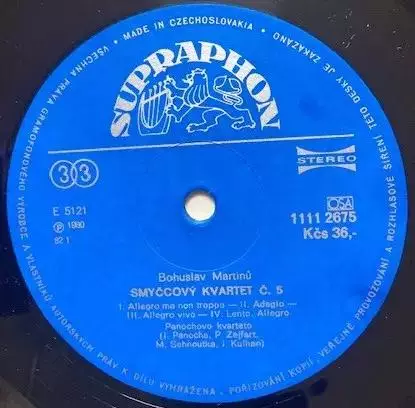 • MADE IN CZECHOSLOVAKIA •
VŠECHNA PRÁVA GRAMOFONOVÉHO VÝROBCE A VLASTNÍKŮ AUTORSKÝCH PRÁV K DÍLU VYHRAŽENA. POŘIZOVÁNÍ KOPIÍ, VEŘEJNÉ PROVOZOVÁNÍ A ROZHLASOVÉ ŠÍŘENÍ TÉTO DESKY JE ZAKÁZÁNO
SUPRAPHON
33
STEREO
E 5121
Ⓟ 1980
82 1
OSA
1111 2675
Kčs 36,-
Bohuslav Martinů
SMYČCOVÝ KVARTET Č. 5
I. Allegro ma non troppo — II. Adagio —
III. Allegro vivo — IV. Lento, Allegro
Panochovo kvarteto
(J. Panocha, P. Zejfart,
M. Sehnoutka, J. Kulhan)